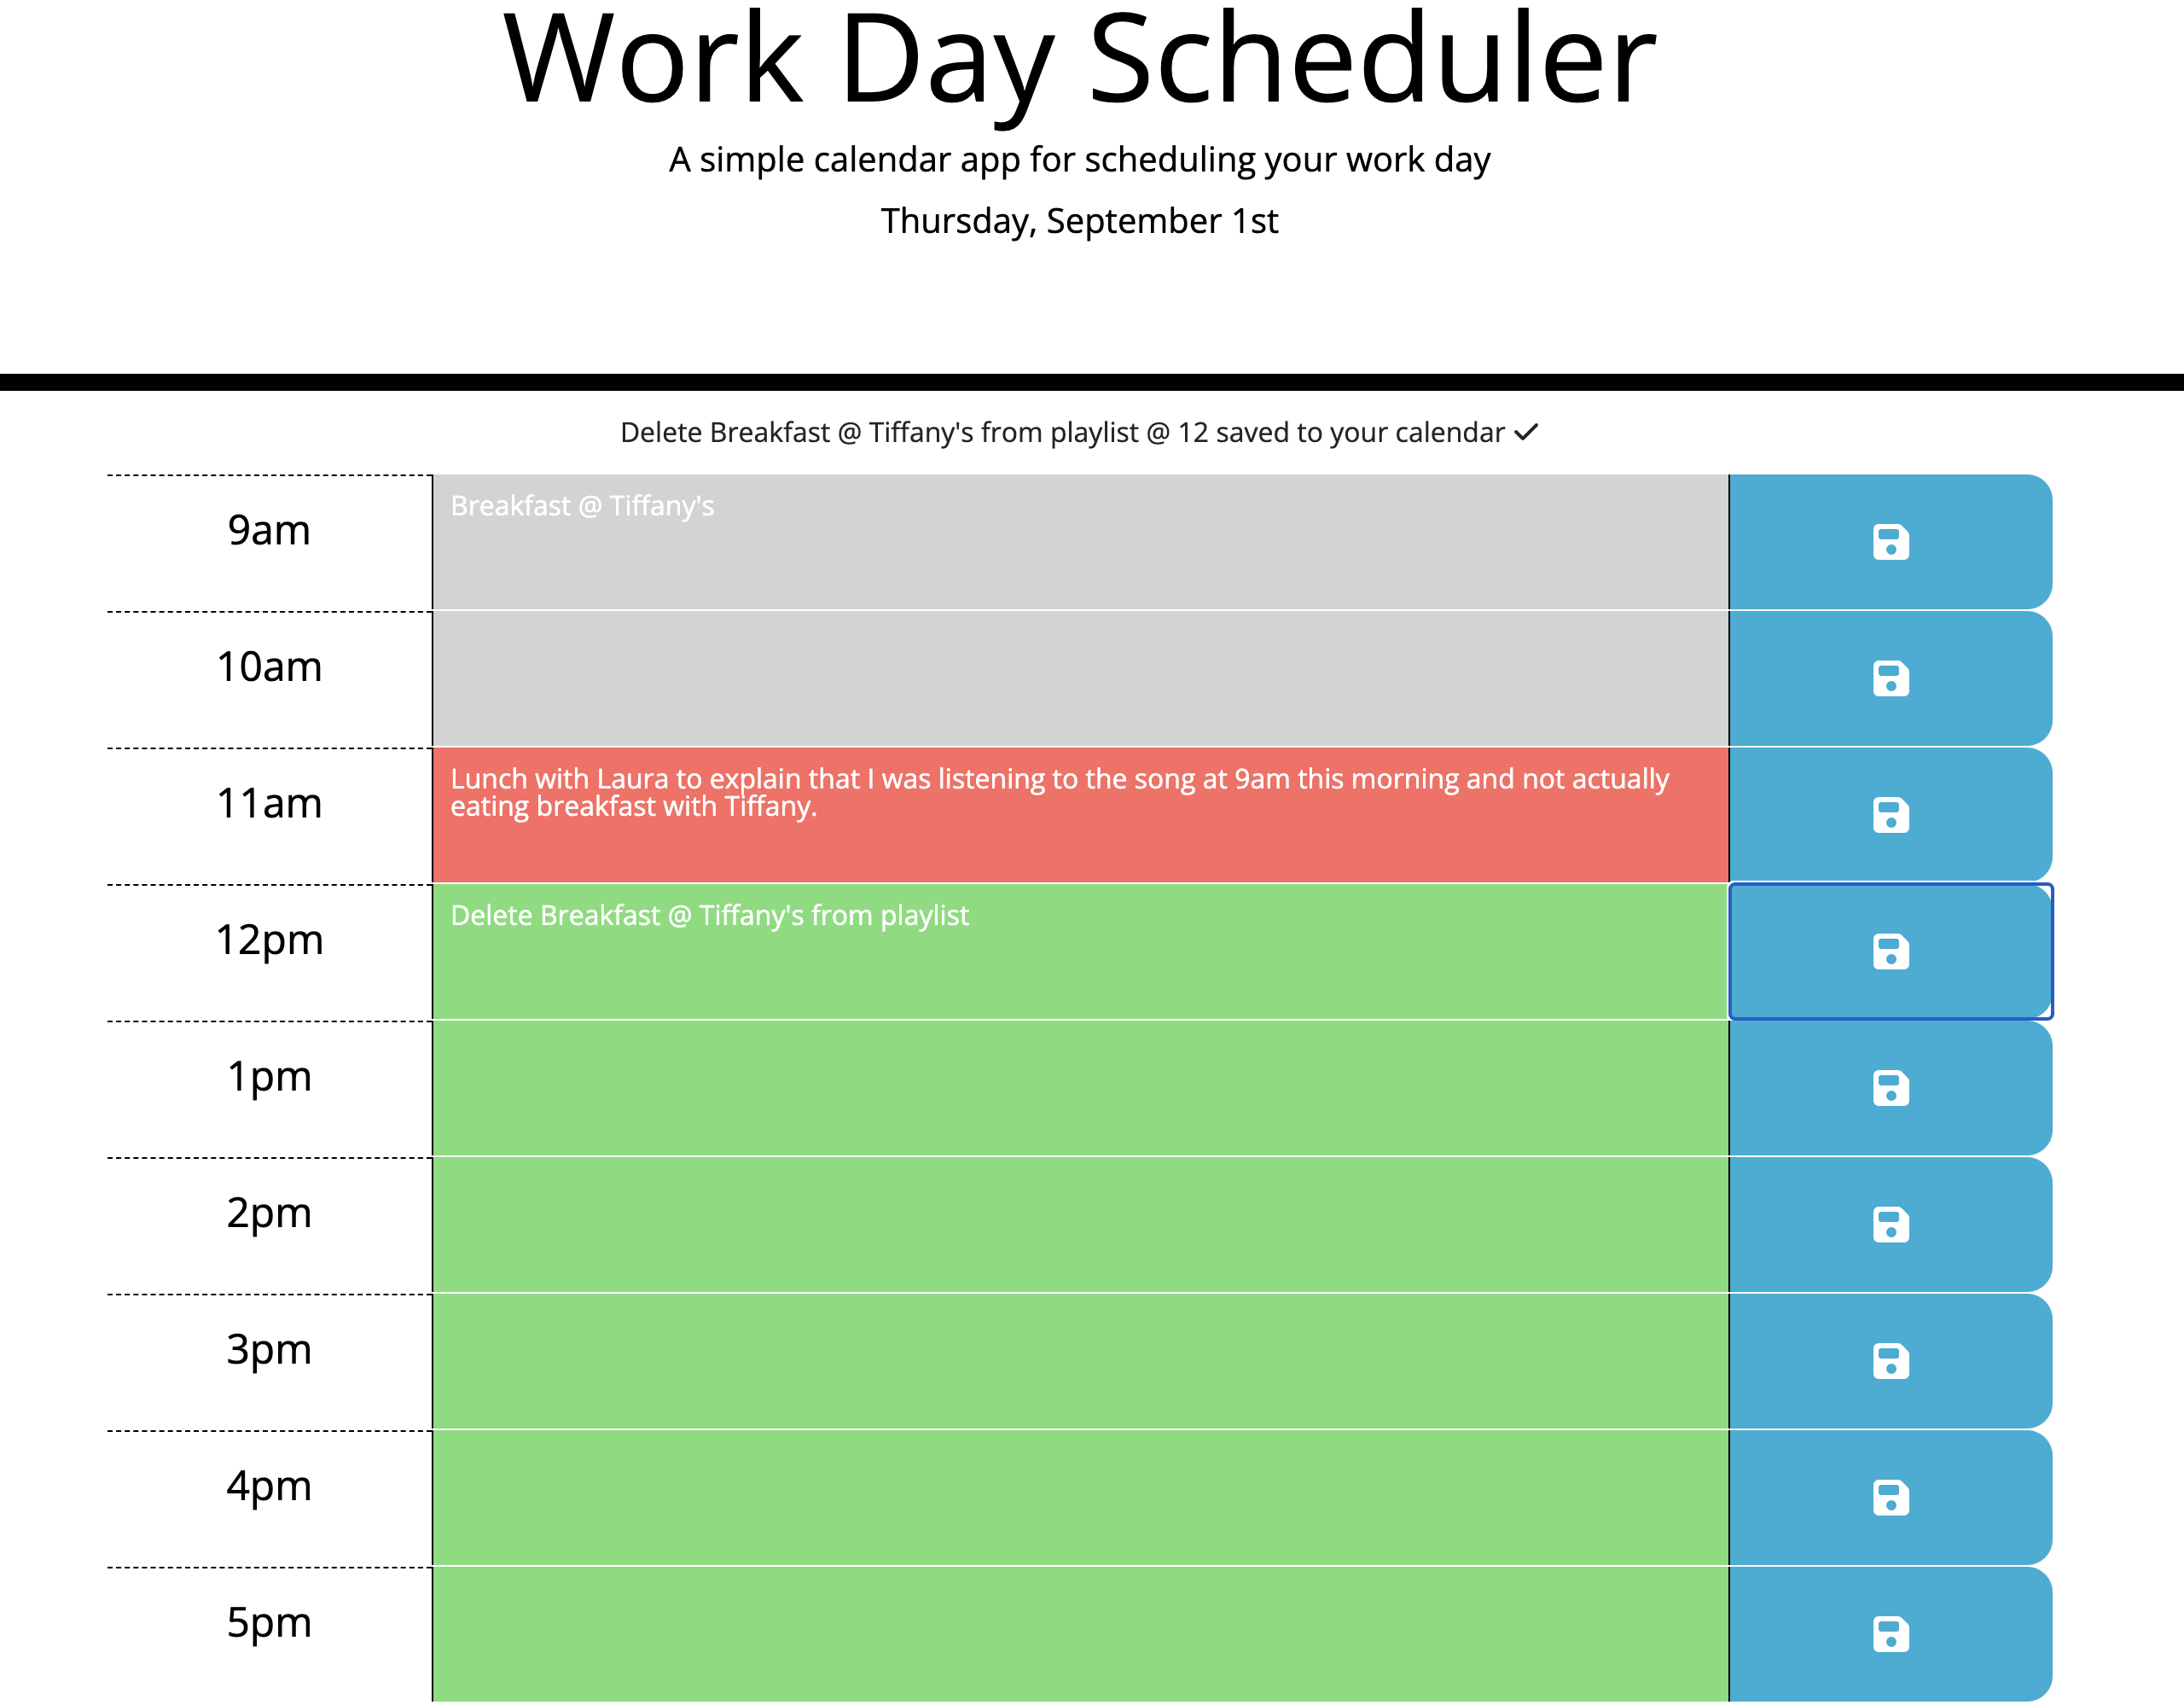 Work Day Scheduler
A simple calendar app for scheduling your work day
Thursday, September 1st
Delete Breakfast @ Tiffany's from playlist @ 12 saved to your calendar
9am
Breakfast @ Tiffany's
10am
11am
Lunch with Laura to explain that I was listening to the song at 9am this morning and not actually
eating breakfast with Tiffany.
12pm
Delete Breakfast @ Tiffany's from playlist
1pm
2pm
3pm
4pm
5pm